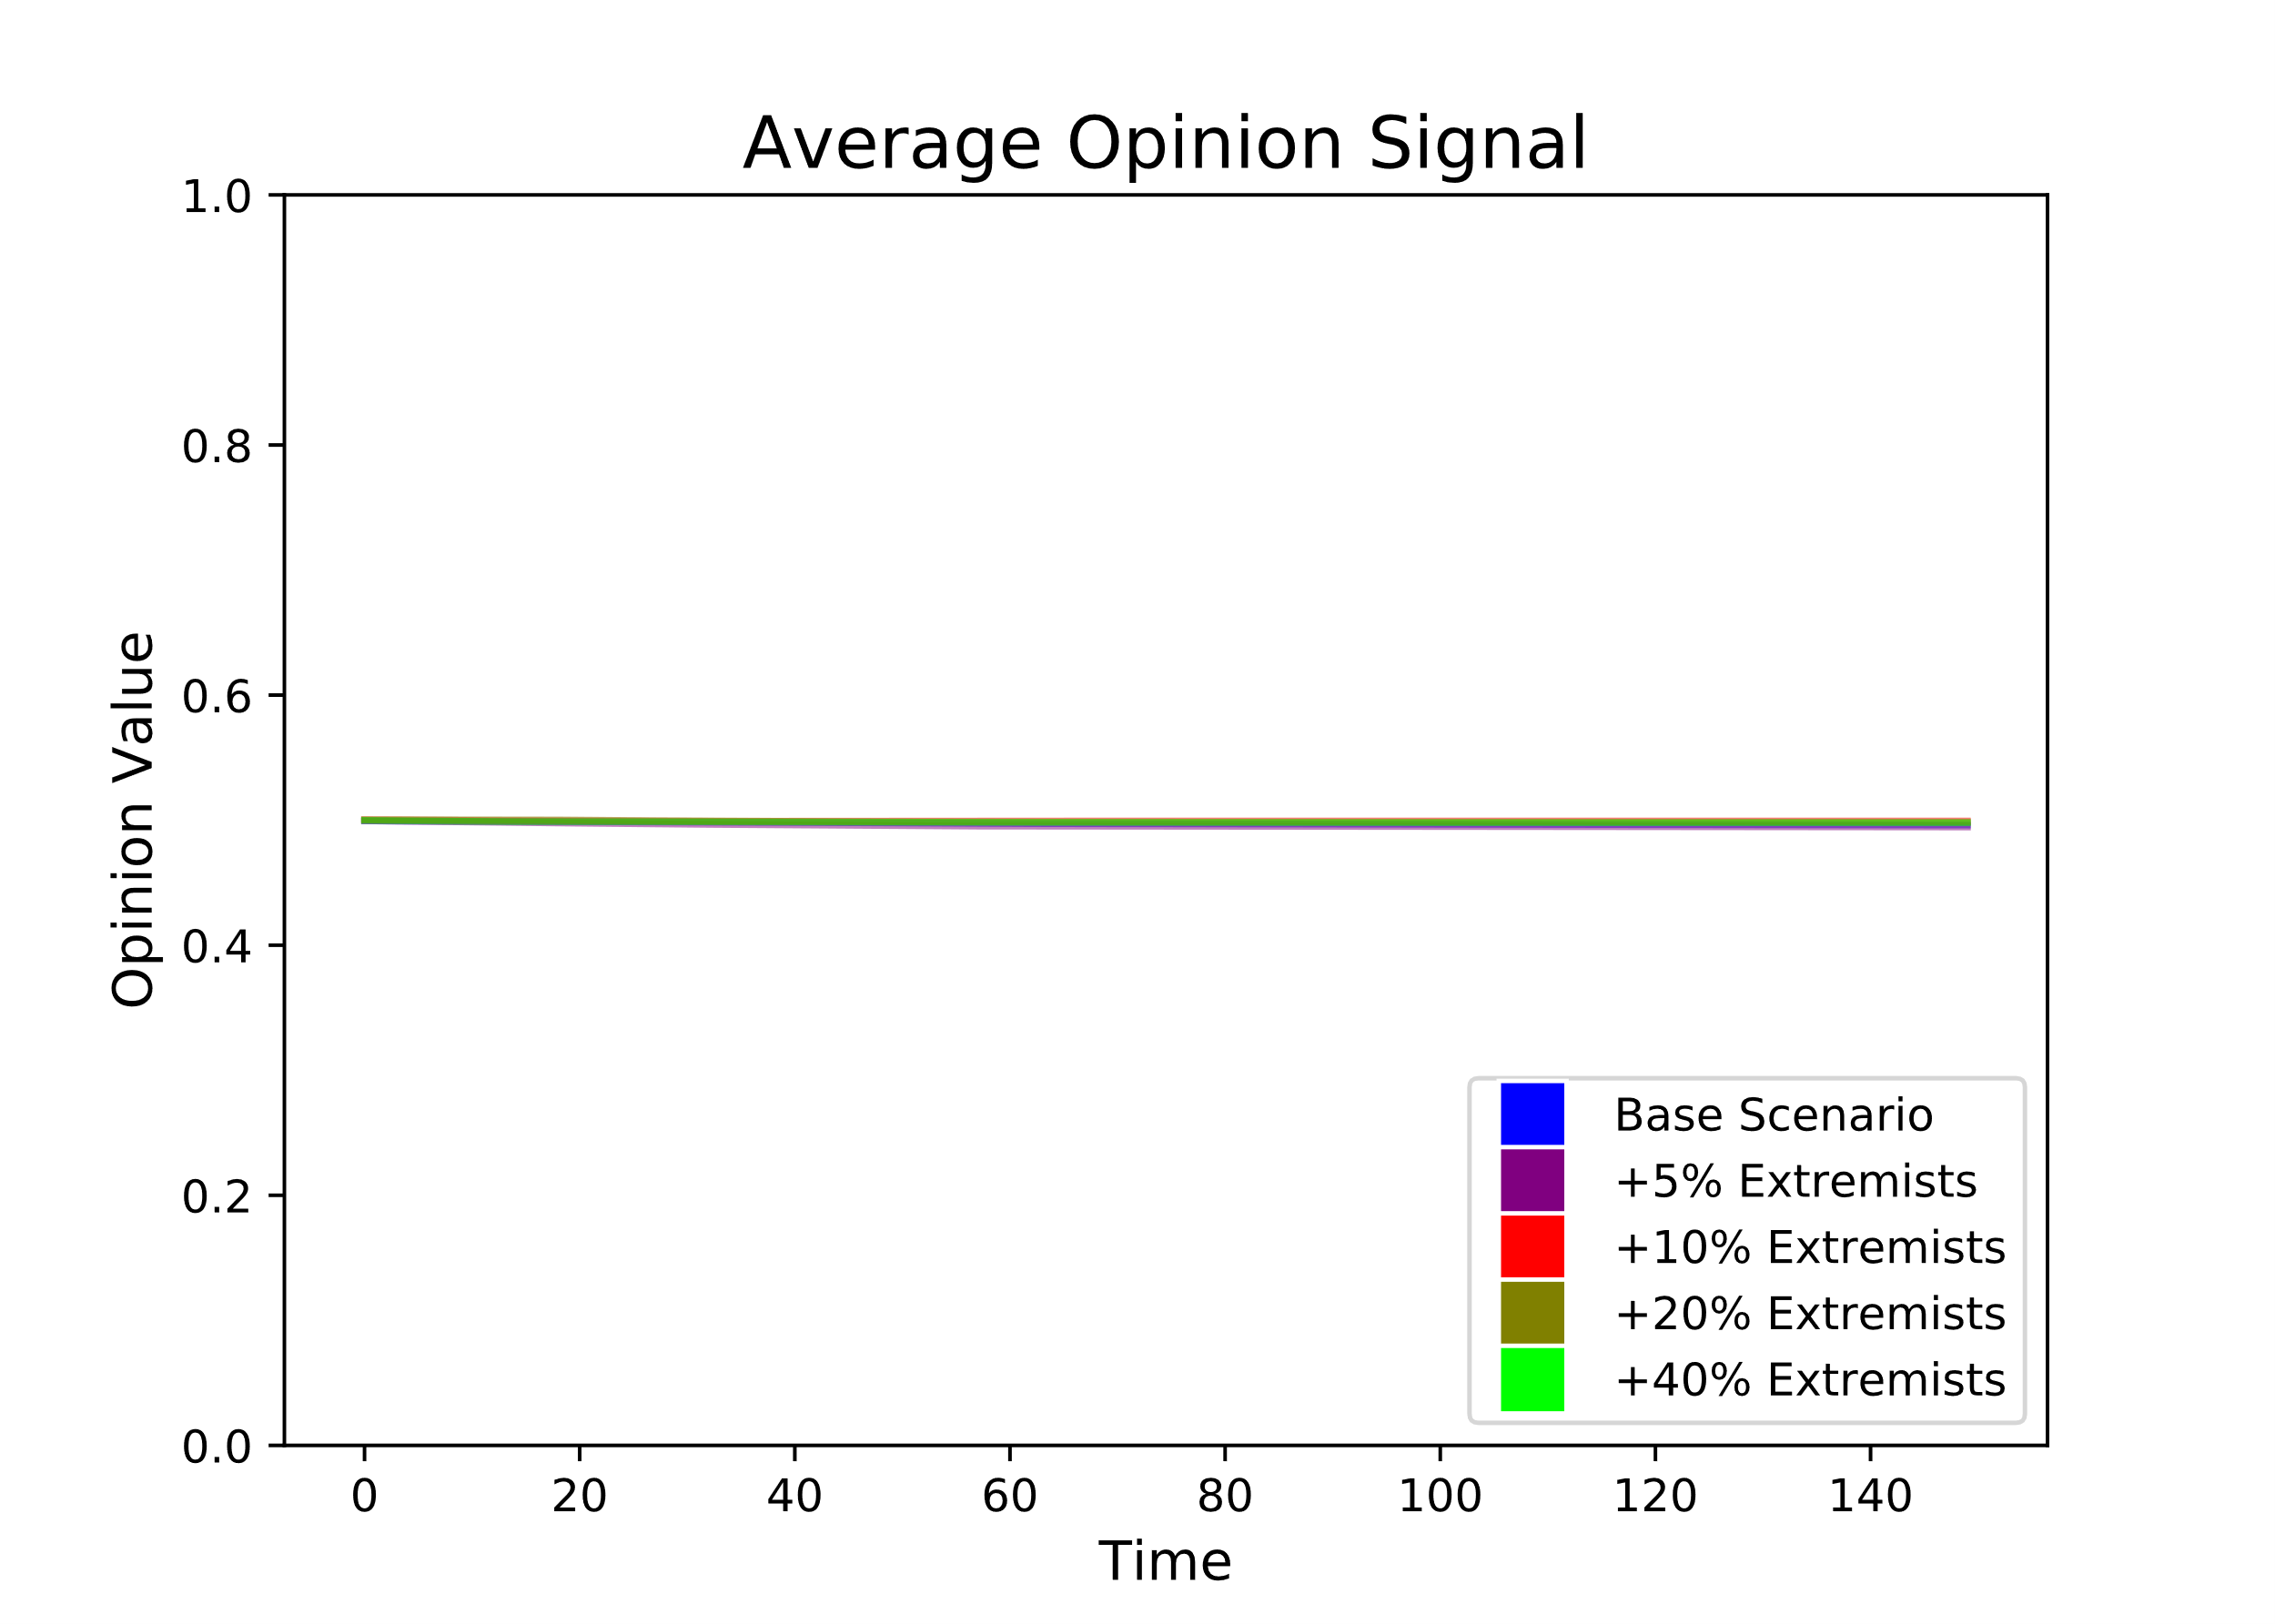 Average Opinion Signal
1.0
0.8
0.6
0.4
0.2
0.0
Opinion Value
Base Scenario
+5% Extremists
+10% Extremists
+20% Extremists
+40% Extremists
0 20 40 60 80 100 120 140
Time